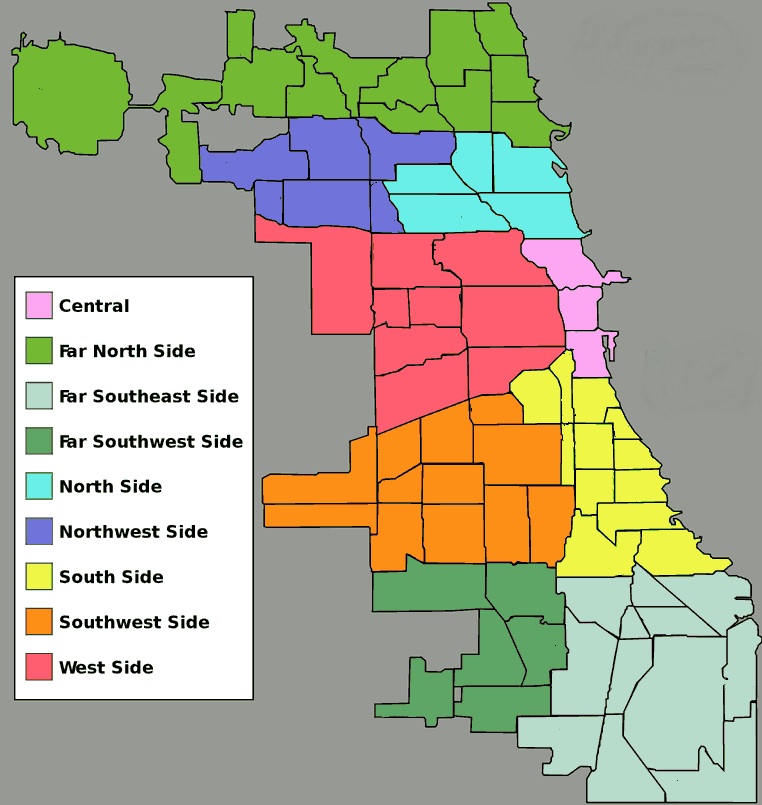 Central
Far North Side
Far Southeast Side
Far Southwest Side
North Side
Northwest Side
South Side
Southwest Side
West Side